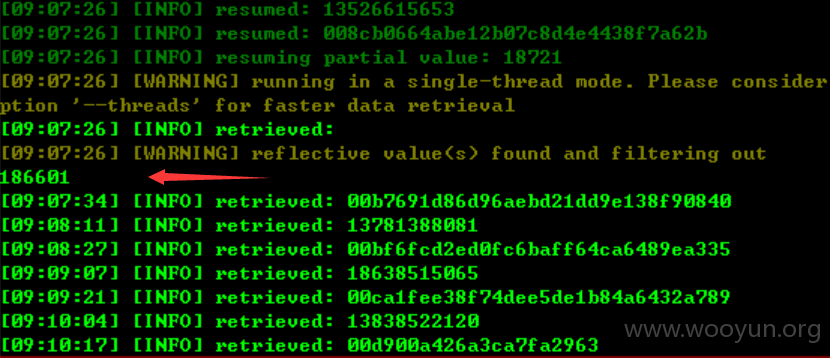 [09:07:26] [INFO] resumed: 13526615653
[09:07:26] [INFO] resumed: 008cb0664abe12b07c8d4e4438f7a62b
[09:07:26] [INFO] resuming partial value: 18721
[09:07:26] [WARNING] running in a single-thread mode. Please consider
ption '--threads' for faster data retrieval
[09:07:26] [INFO] retrieved:
[09:07:26] [WARNING] reflective value(s) found and filtering out
186601
[09:07:34] [INFO] retrieved: 00b7691d86d96aebd21dd9e138f90840
[09:08:11] [INFO] retrieved: 13781388081
[09:08:27] [INFO] retrieved: 00bf6fcd2ed0fc6baff64ca6489ea335
[09:09:07] [INFO] retrieved: 18638515065
[09:09:21] [INFO] retrieved: 00ca1fee38f74dee5de1b84a6432a789
[09:10:04] [INFO] retrieved: 13838522120
[09:10:17] [INFO] retrieved: 00d900a426a3ca7fa2963
www.wooyun.org